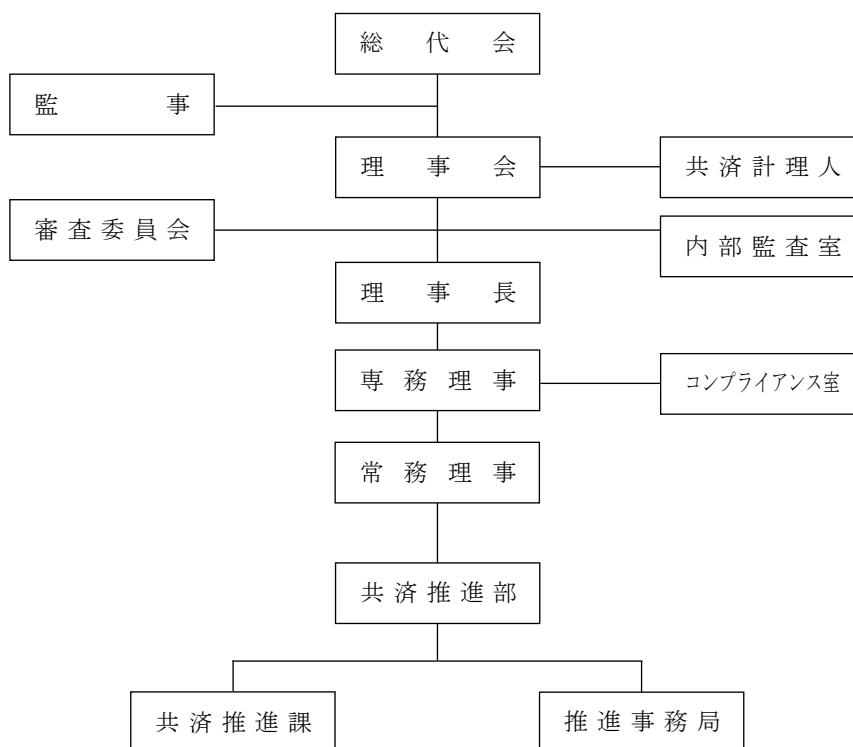 総代会
監事
理事会
共済計理人
審査委員会
内部監査室
理事長
専務理事
コンプライアンス室
常務理事
共済推進部
共済推進課
推進事務局